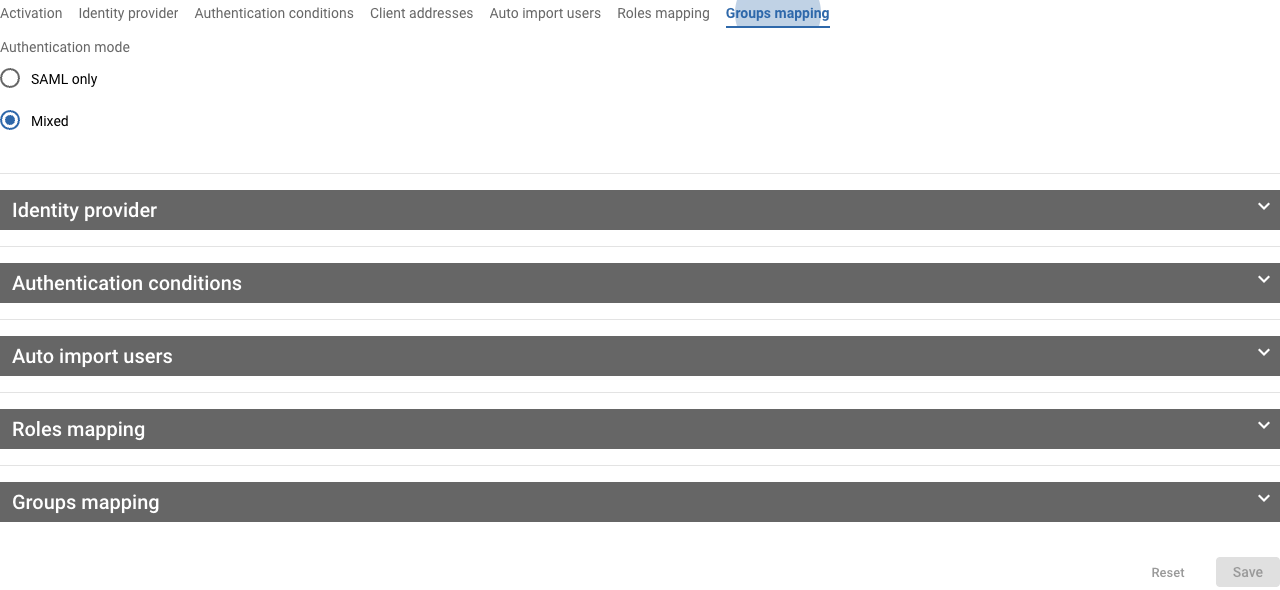 Activation Identity provider Authentication conditions Client addresses Auto import users Roles mapping Groups mapping
Authentication mode
SAML only
Mixed
Identity provider
Authentication conditions
Auto import users
Roles mapping
Groups mapping
Reset Save